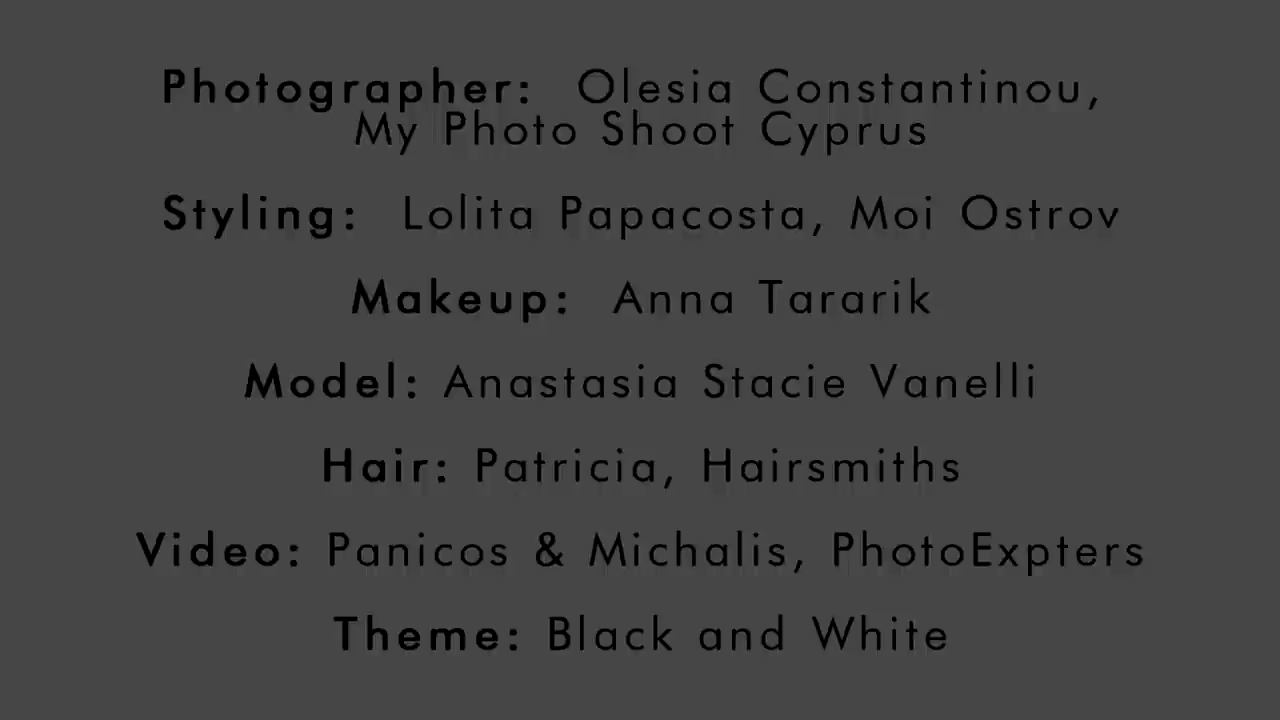 Photographer: Olesia Constantinou,
My Photo Shoot Cyprus
Styling: Lolita Papacosta, Moi Ostrov
Makeup: Anna Tararik
Model: Anastasia Stacie Vanelli
Hair: Patricia, Hairsmiths
Video: Panicos & Michalis, PhotoExpters
Theme: Black and White